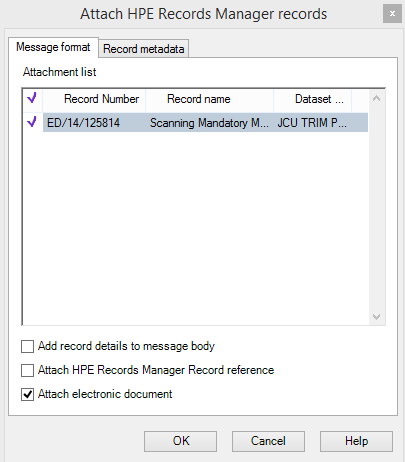 Attach HPE Records Manager records
x
Message format Record metadata
Attachment list
Record Number Record name Dataset ...
ED/14/125814 Scanning Mandatory M... JCU TRIM P...
Add record details to message body
Attach HPE Records Manager Record reference
Attach electronic document
OK Cancel Help